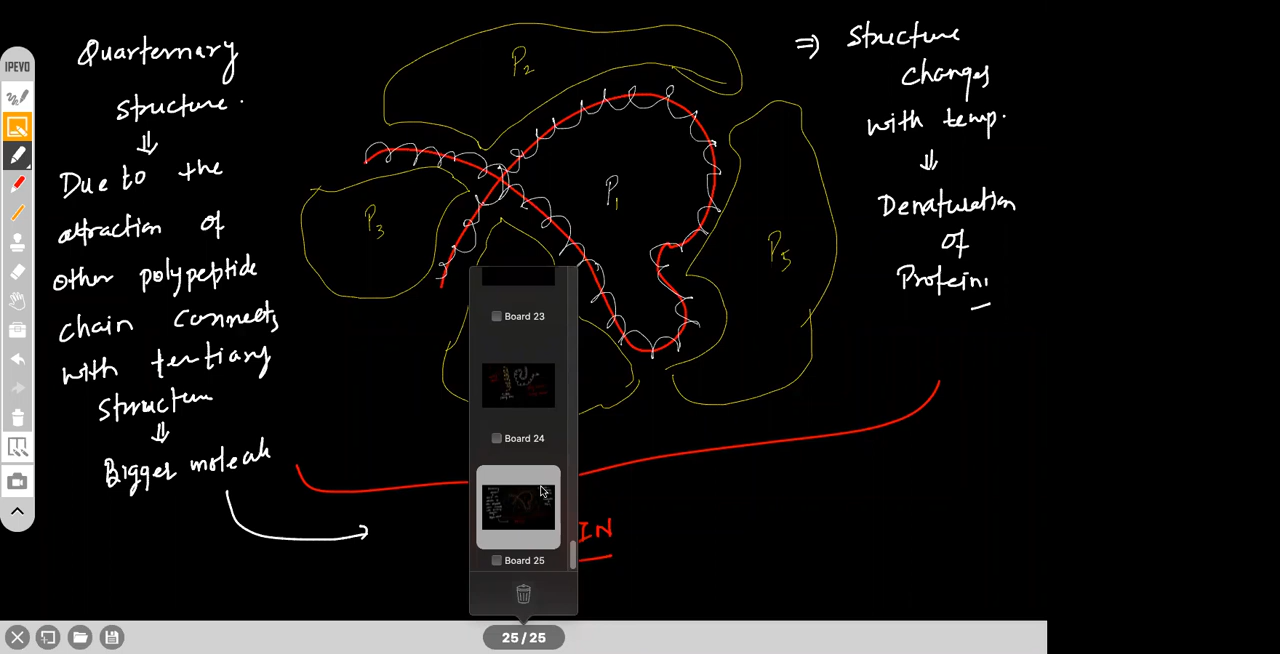 IPEVO
Quarternary
structure.
⇓
Due to the
attraction of
other polypeptide
chain connects
with tertiary
structure
⇓
Bigger molecule
P2
P1
P3
P5
⇒ Structure
changes
with temp.
⇓
Denaturation
of
Protein.
IN
Board 23
Board 24
Board 25
25 / 25